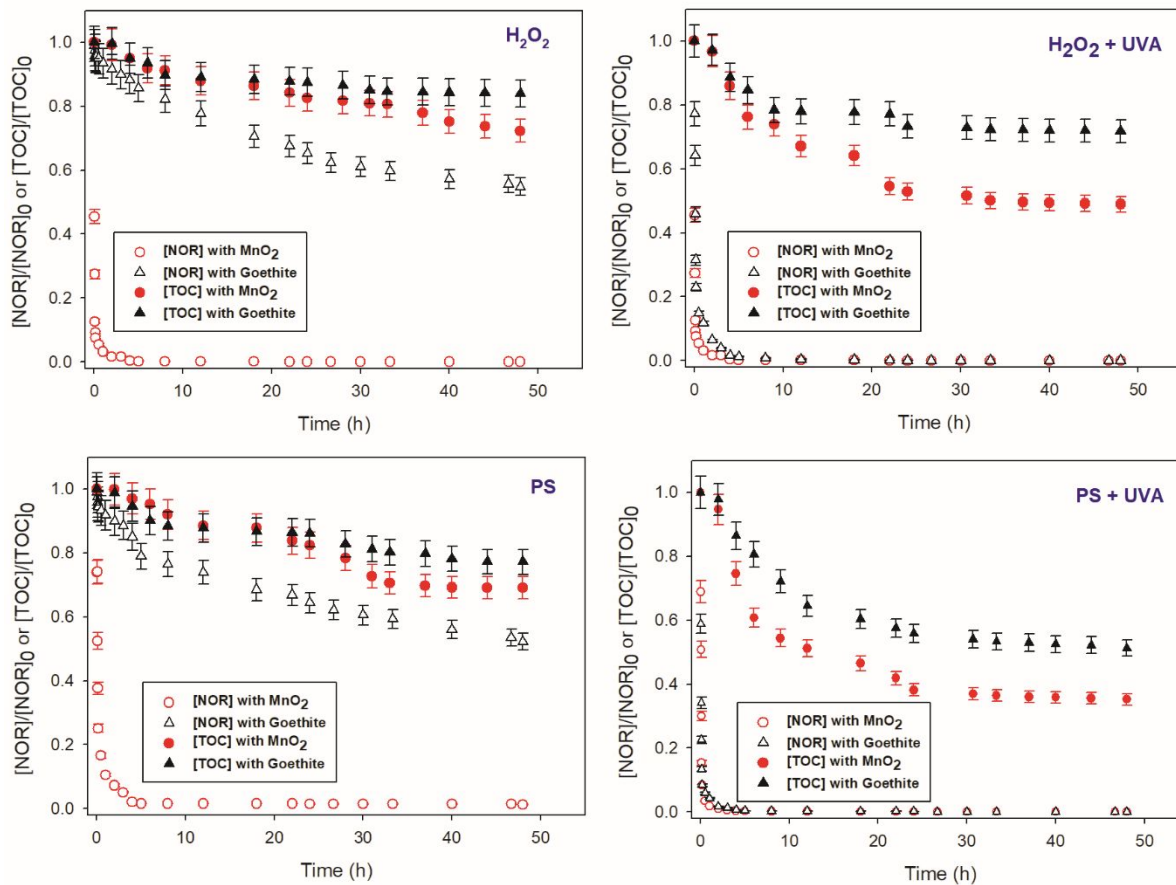 H₂O₂
[NOR]/[NOR]₀ or [TOC]/[TOC]₀
1.0
0.8
0.6
0.4
0.2
0.0
[NOR] with MnO₂
[NOR] with Goethite
[TOC] with MnO₂
[TOC] with Goethite
0 10 20 30 40 50
Time (h)
H₂O₂ + UVA
[NOR]/[NOR]₀ or [TOC]/[TOC]₀
1.0
0.8
0.6
0.4
0.2
0.0
[NOR] with MnO₂
[NOR] with Goethite
[TOC] with MnO₂
[TOC] with Goethite
0 10 20 30 40 50
Time (h)
PS
[NOR]/[NOR]₀ or [TOC]/[TOC]₀
1.0
0.8
0.6
0.4
0.2
0.0
[NOR] with MnO₂
[NOR] with Goethite
[TOC] with MnO₂
[TOC] with Goethite
0 10 20 30 40 50
Time (h)
PS + UVA
[NOR]/[NOR]₀ or [TOC]/[TOC]₀
1.0
0.8
0.6
0.4
0.2
0.0
[NOR] with MnO₂
[NOR] with Goethite
[TOC] with MnO₂
[TOC] with Goethite
0 10 20 30 40 50
Time (h)